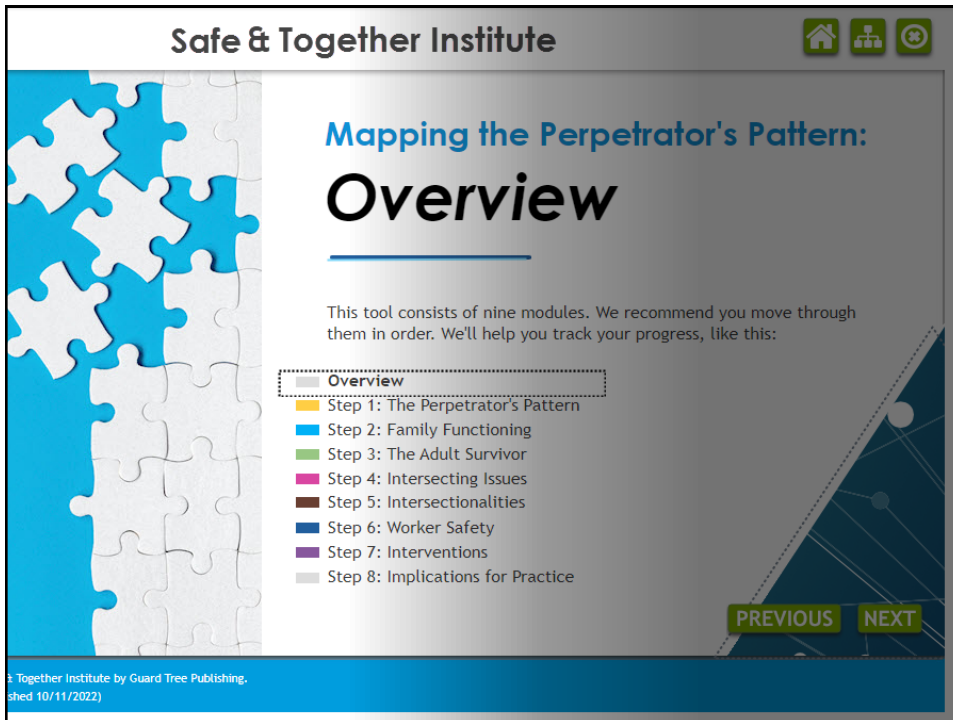 Safe & Together Institute
Mapping the Perpetrator's Pattern:
Overview
This tool consists of nine modules. We recommend you move through
them in order. We'll help you track your progress, like this:
Overview
Step 1: The Perpetrator's Pattern
Step 2: Family Functioning
Step 3: The Adult Survivor
Step 4: Intersecting Issues
Step 5: Intersectionalities
Step 6: Worker Safety
Step 7: Interventions
Step 8: Implications for Practice
PREVIOUS NEXT
& Together Institute by Guard Tree Publishing.
shed 10/11/2022)